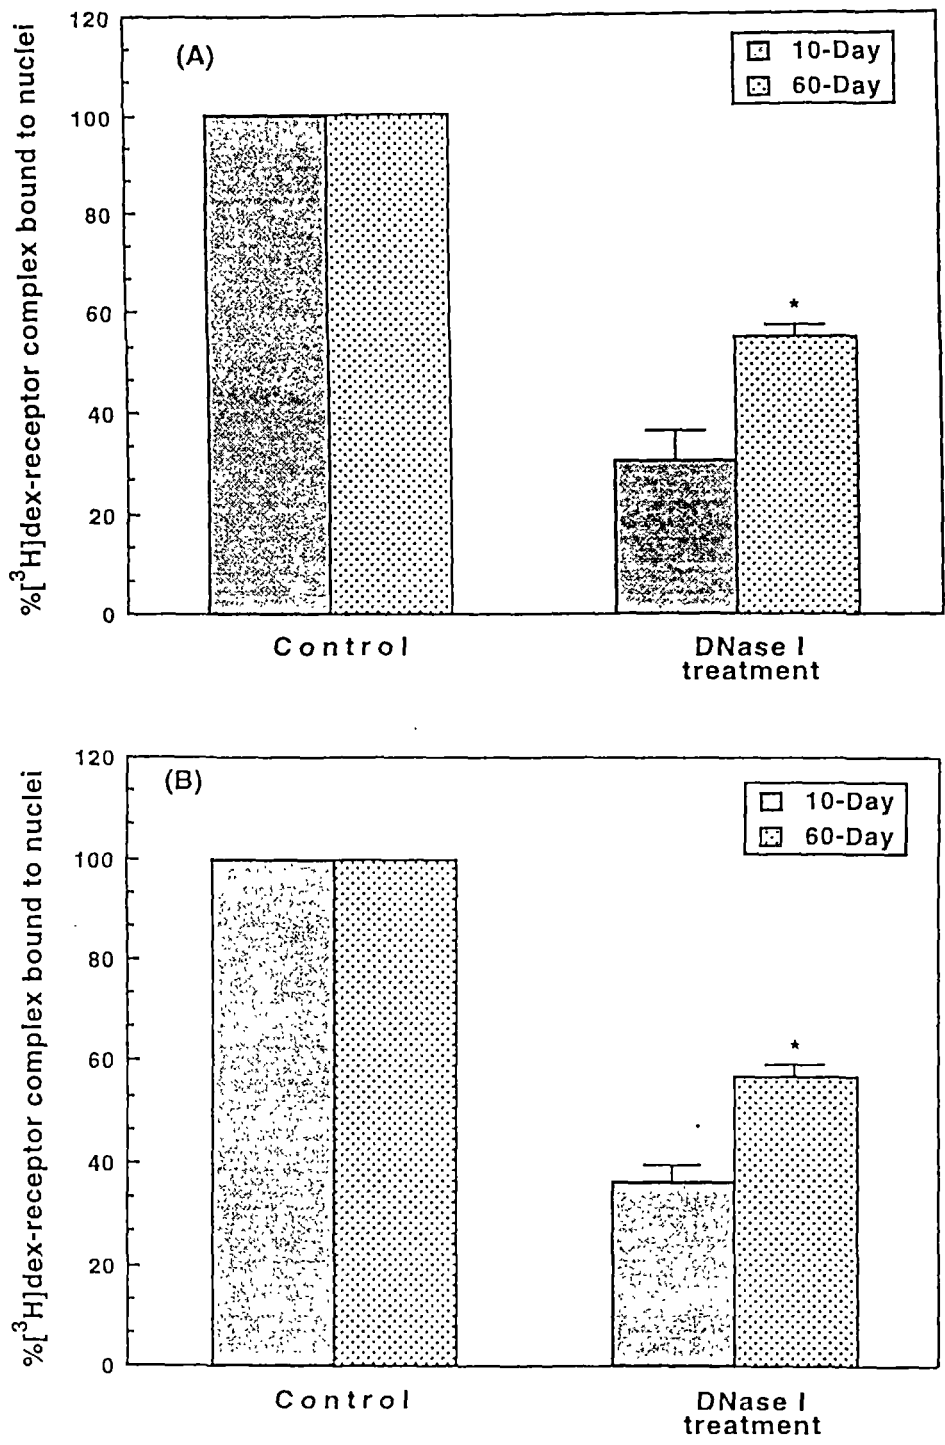 %[3H]dex-receptor complex bound to nuclei
120
100
80
60
40
20
0
(A)
10-Day
60-Day
*
Control
DNase I
treatment
%[3H]dex-receptor complex bound to nuclei
120
100
80
60
40
20
0
(B)
10-Day
60-Day
*
Control
DNase I
treatment